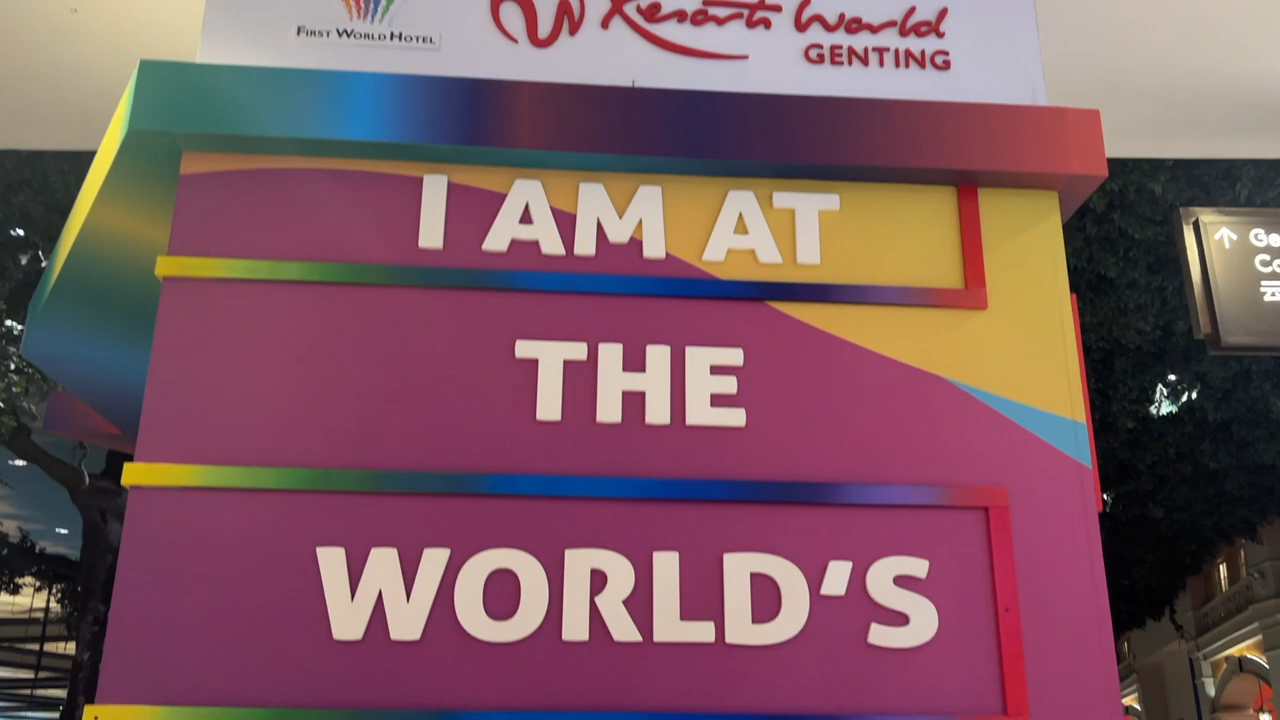 FIRST WORLD HOTEL
Resorts World
GENTING
I AM AT
THE
WORLD'S